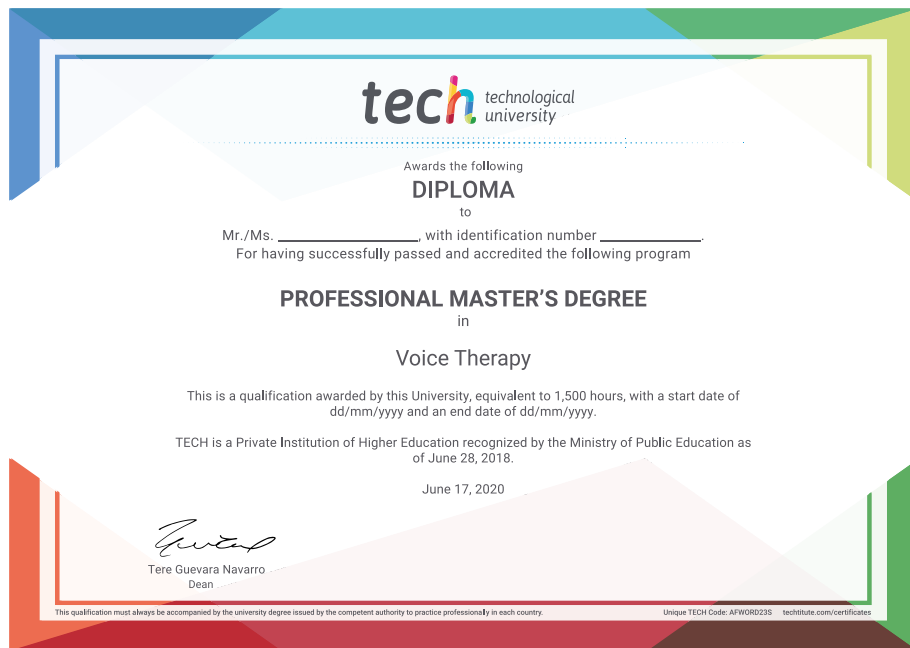 tech technological
university
Awards the following
DIPLOMA
to
Mr./Ms. __________________, with identification number _____________.
For having successfully passed and accredited the following program
PROFESSIONAL MASTER'S DEGREE
in
Voice Therapy
This is a qualification awarded by this University, equivalent to 1,500 hours, with a start date of
dd/mm/yyyy and an end date of dd/mm/yyyy.
TECH is a Private Institution of Higher Education recognized by the Ministry of Public Education as
of June 28, 2018.
June 17, 2020
Tere Guevara Navarro
Dean
This qualification must always be accompanied by the university degree issued by the competent authority to practice professionally in each country. Unique TECH Code: AFWORD23S techtitute.com/certificates